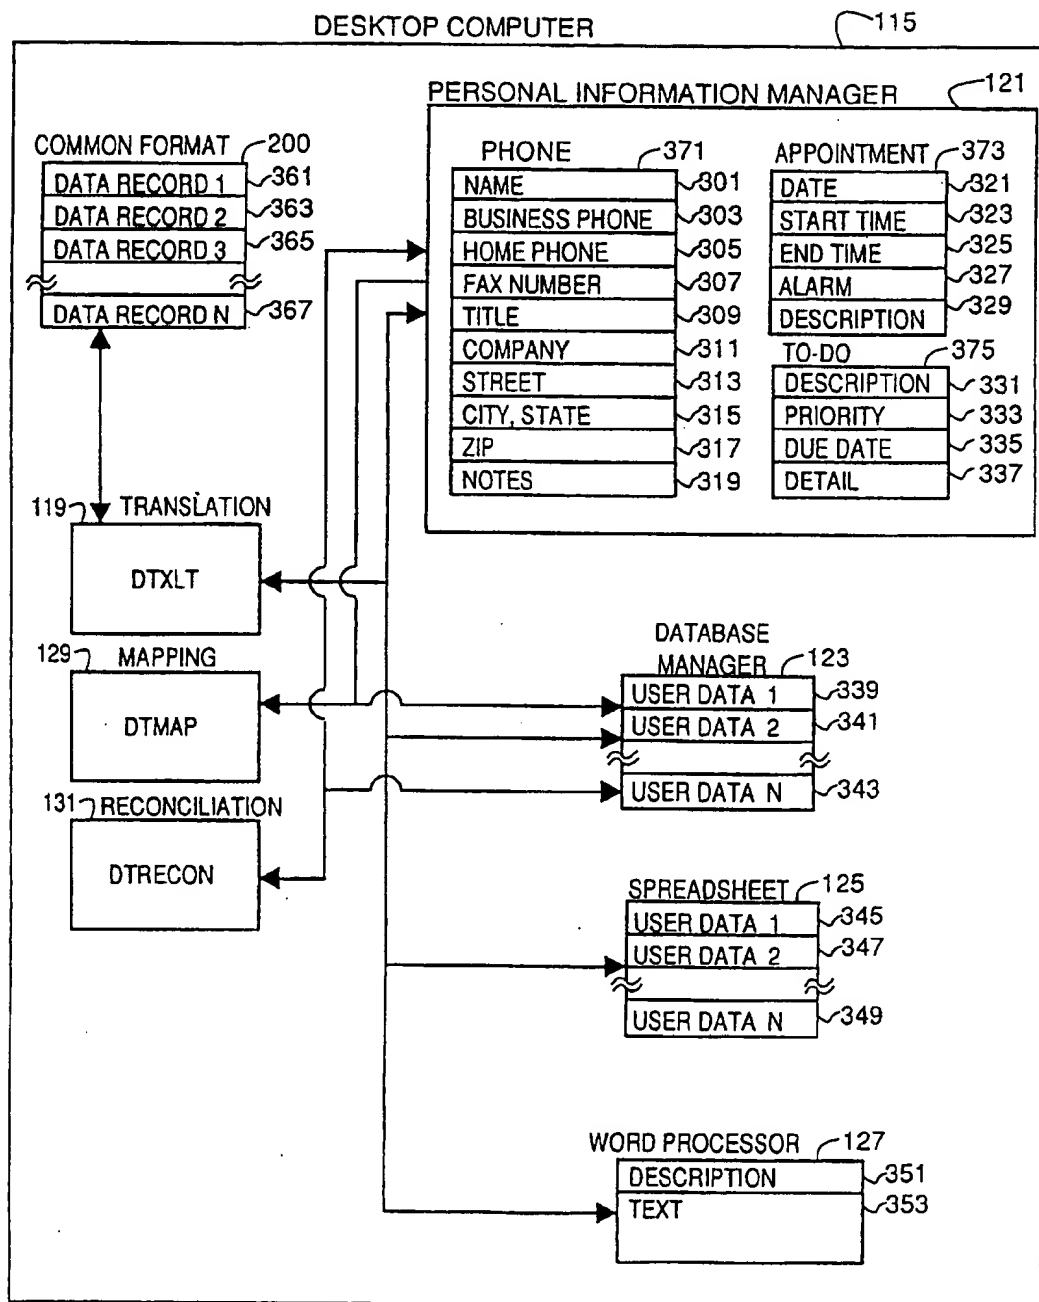 DESKTOP COMPUTER
115
PERSONAL INFORMATION MANAGER
121
COMMON FORMAT
200
DATA RECORD 1
361
DATA RECORD 2
363
DATA RECORD 3
365
DATA RECORD N
367
PHONE
371
NAME
301
BUSINESS PHONE
303
HOME PHONE
305
FAX NUMBER
307
TITLE
309
COMPANY
311
STREET
313
CITY, STATE
315
ZIP
317
NOTES
319
APPOINTMENT
373
DATE
321
START TIME
323
END TIME
325
ALARM
327
DESCRIPTION
329
TO-DO
375
DESCRIPTION
331
PRIORITY
333
DUE DATE
335
DETAIL
337
119
TRANSLATION
DTXLT
129
MAPPING
DTMAP
131
RECONCILIATION
DTRECON
DATABASE
MANAGER
123
USER DATA 1
339
USER DATA 2
341
USER DATA N
343
SPREADSHEET
125
USER DATA 1
345
USER DATA 2
347
USER DATA N
349
WORD PROCESSOR
127
DESCRIPTION
351
TEXT
353